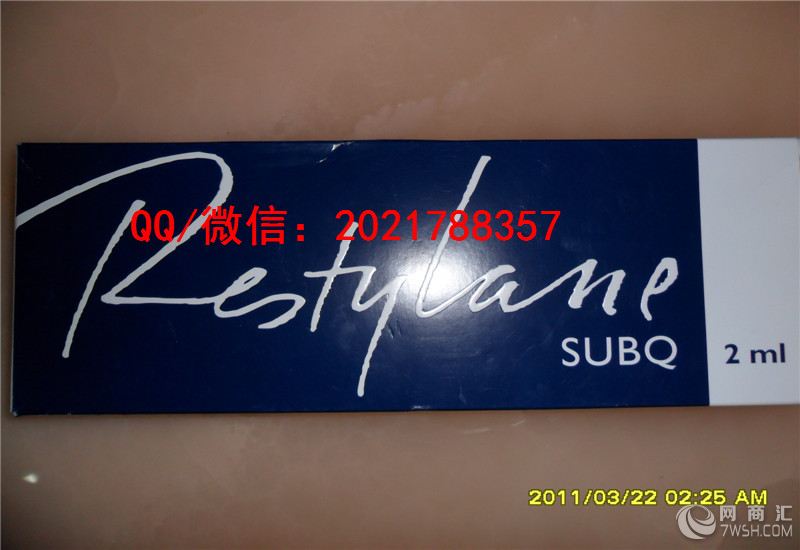 Restylane
QQ/微信：2021788357
SUBQ
2 ml
2011/03/22 02:25 AM
网商汇
7WSH.COM